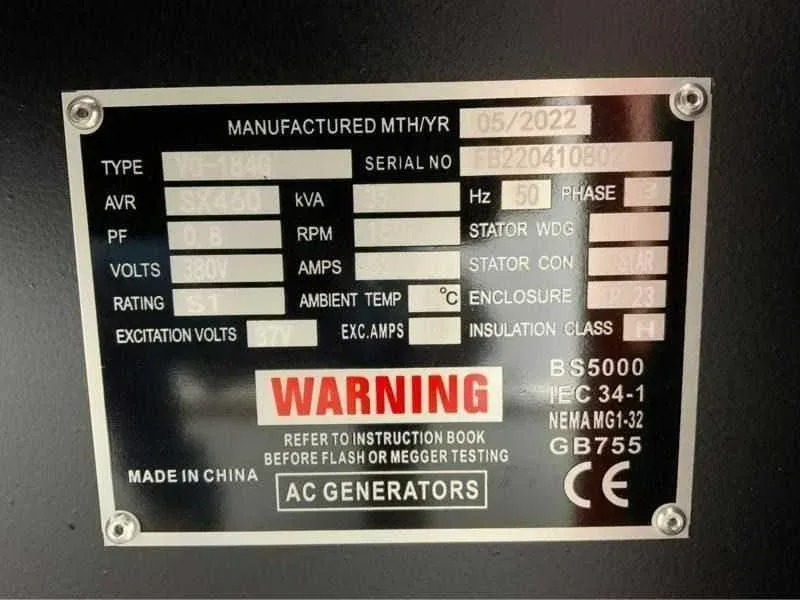 MANUFACTURED MTH/YR 05/2022
TYPE SERIAL NO
AVR SX460 kVA Hz 50 PHASE 3
PF 0.8 RPM STATOR WDG
VOLTS 380V AMPS STATOR CON STAR
RATING S1 AMBIENT TEMP °C ENCLOSURE IP 23
EXCITATION VOLTS 37V EXC.AMPS INSULATION CLASS H
BS5000
WARNING IEC 34-1
NEMA MG1-32
REFER TO INSTRUCTION BOOK GB755
BEFORE FLASH OR MEGGER TESTING
MADE IN CHINA AC GENERATORS CE